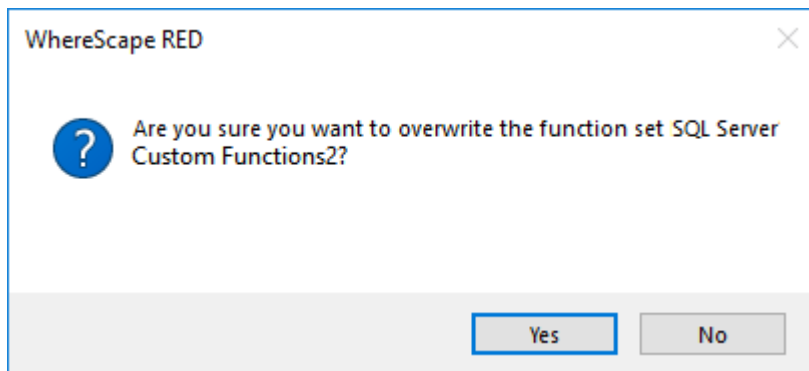 WhereScape RED
Are you sure you want to overwrite the function set SQL Server
Custom Functions2?
Yes
No